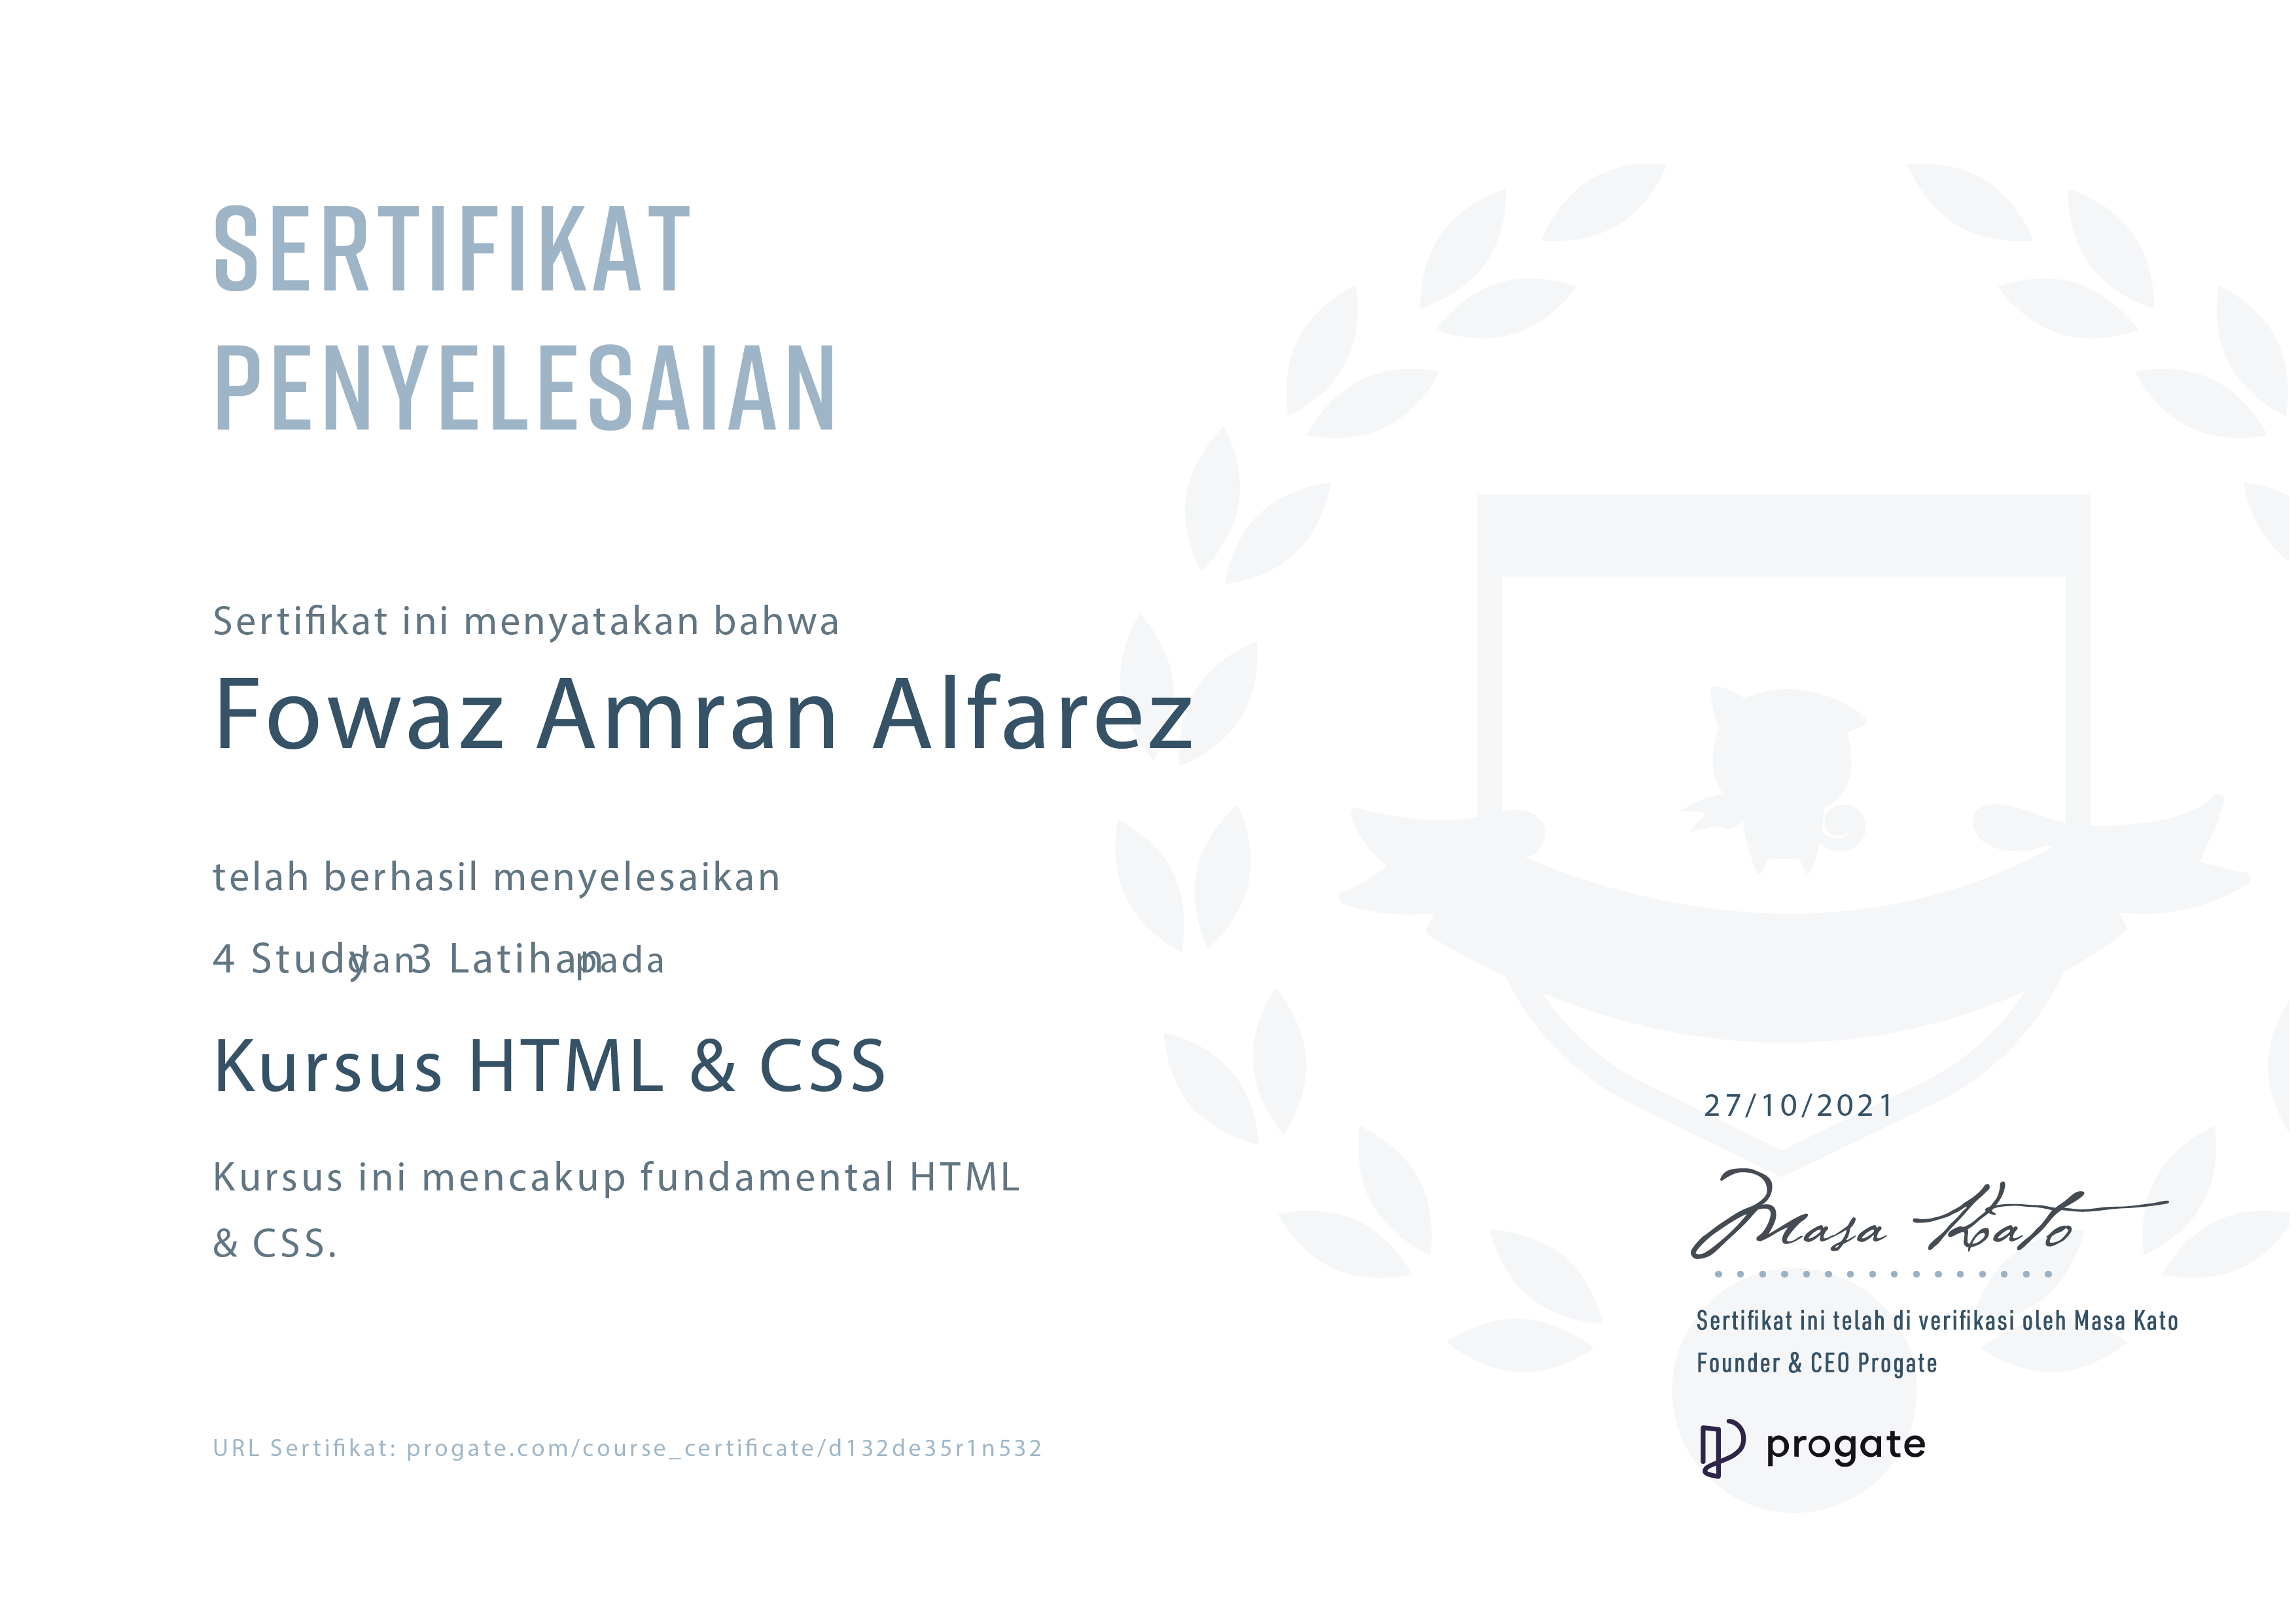 SERTIFIKAT
PENYELESAIAN
Sertifikat ini menyatakan bahwa
Fowaz Amran Alfarez
telah berhasil menyelesaikan
4 Study dan 3 Latihan pada
Kursus HTML & CSS
Kursus ini mencakup fundamental HTML
& CSS.
27/10/2021
Masa Kato
Sertifikat ini telah di verifikasi oleh Masa Kato
Founder & CEO Progate
progate
URL Sertifikat: progate.com/course_certificate/d132de35r1n532